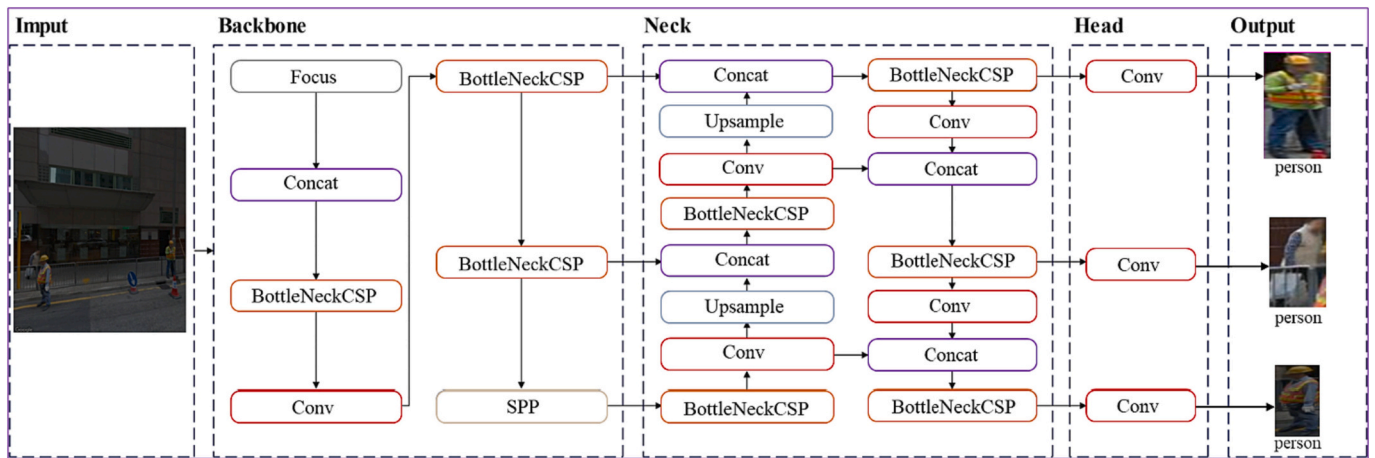 Imput
Backbone
Neck
Head
Output
Focus
Concat
BottleNeckCSP
Conv
BottleNeckCSP
BottleNeckCSP
SPP
Concat
Upsample
Conv
BottleNeckCSP
Concat
Upsample
Conv
BottleNeckCSP
BottleNeckCSP
Conv
Concat
BottleNeckCSP
Conv
Concat
BottleNeckCSP
Conv
Conv
Conv
person
person
person